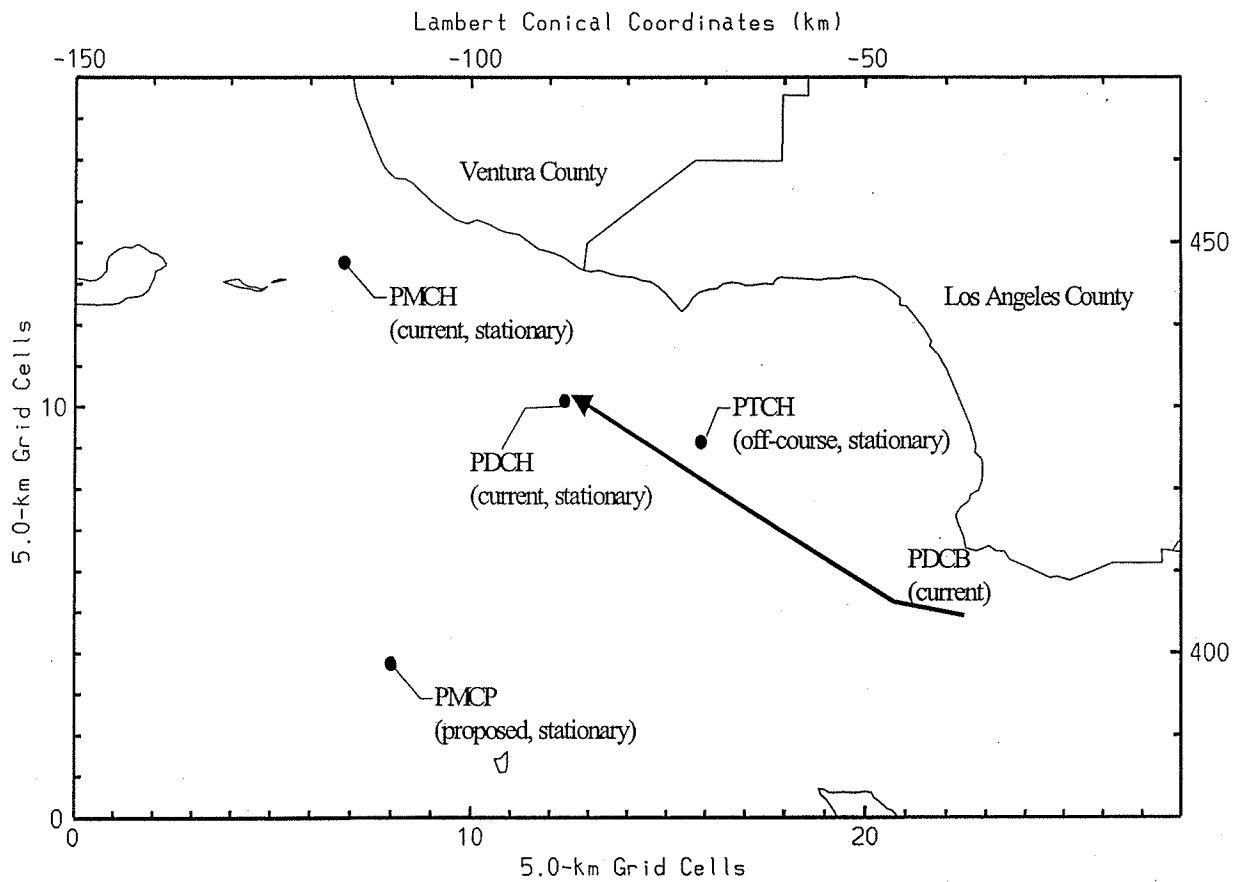 Lambert Conical Coordinates (km)
-150
-100
-50
Ventura County
450
Los Angeles County
PMCH
(current, stationary)
5.0-km Grid Cells
10
PTCH
(off-course, stationary)
PDCH
(current, stationary)
PDCB
(current)
400
PMCP
(proposed, stationary)
0
0
10
20
5.0-km Grid Cells